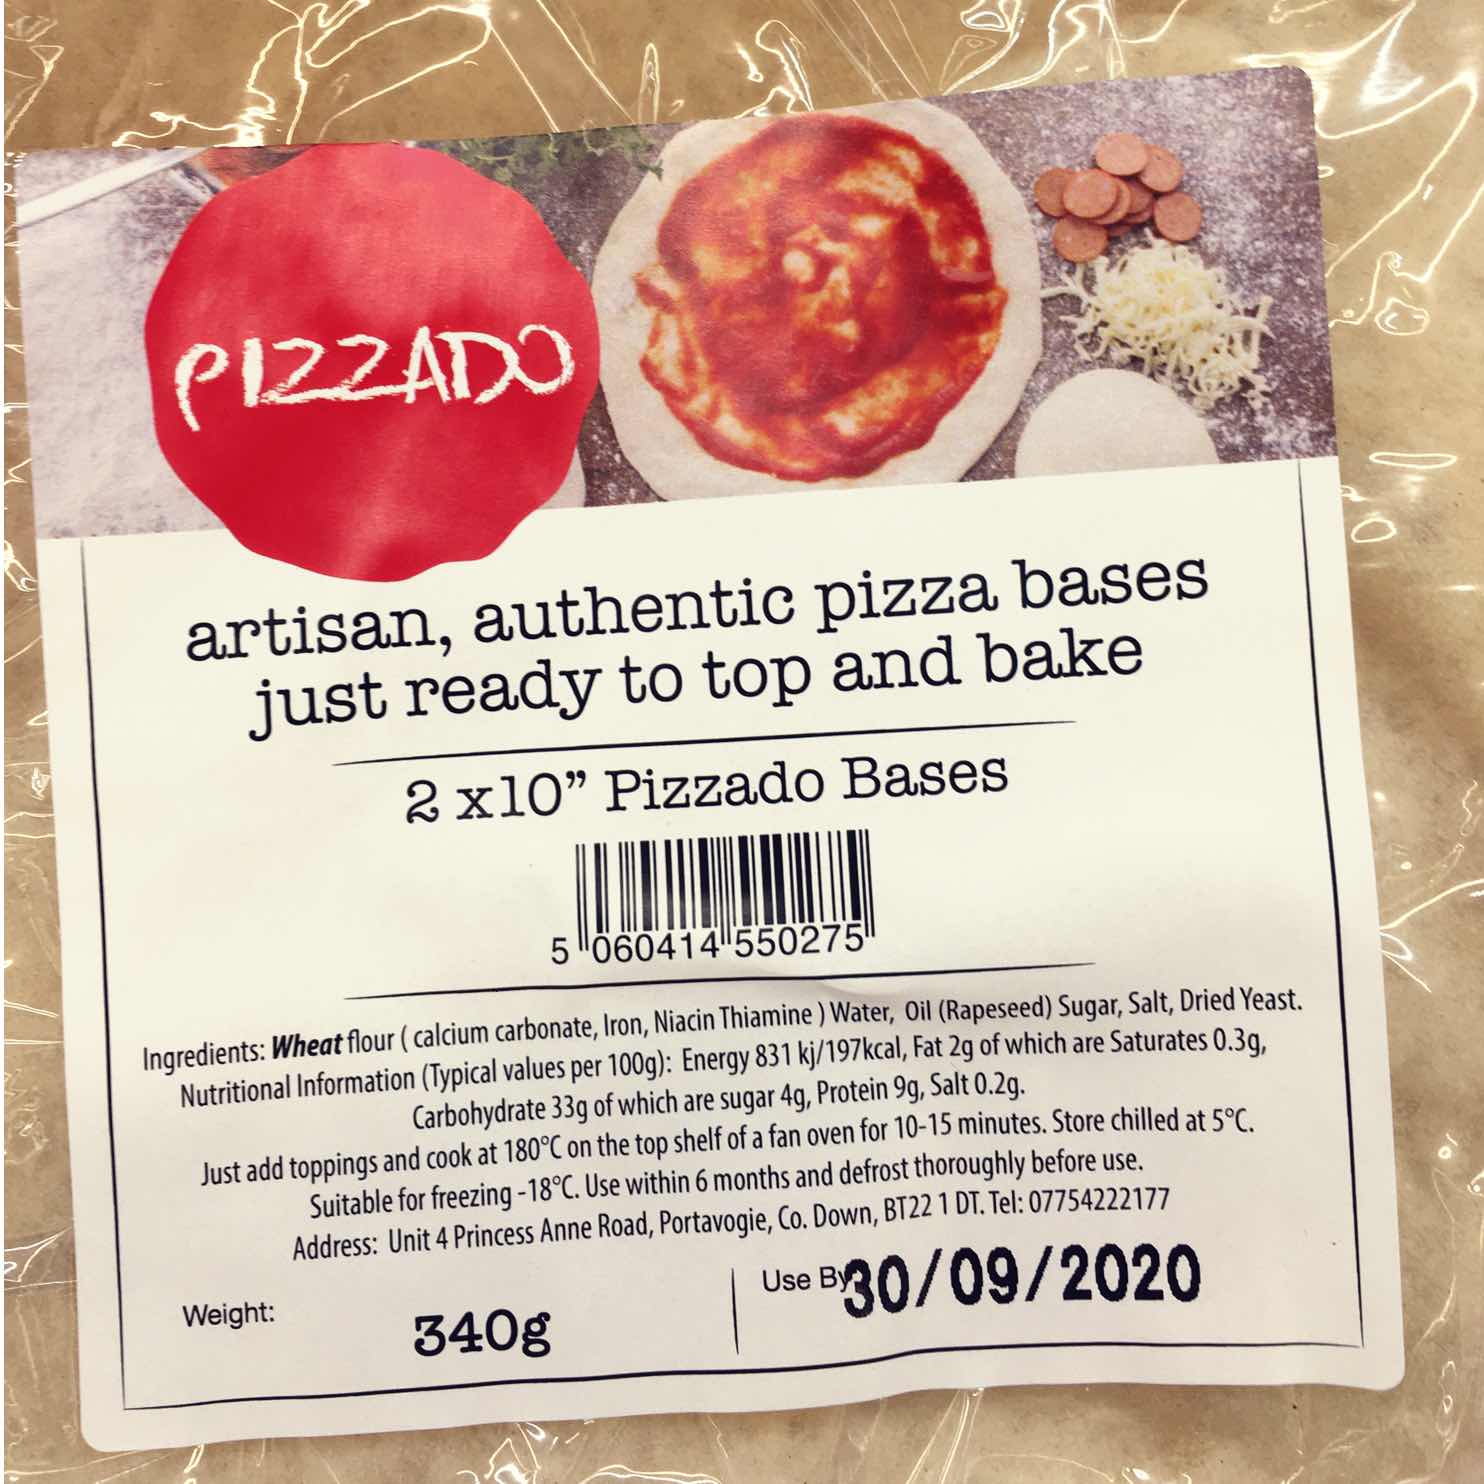 PIZZADO
artisan, authentic pizza bases
just ready to top and bake
2 x10” Pizzado Bases
5 060414 550275
Ingredients: Wheat flour ( calcium carbonate, Iron, Niacin Thiamine ) Water, Oil (Rapeseed) Sugar, Salt, Dried Yeast.
Nutritional Information (Typical values per 100g): Energy 831 kj/197kcal, Fat 2g of which are Saturates 0.3g,
Carbohydrate 33g of which are sugar 4g, Protein 9g, Salt 0.2g.
Just add toppings and cook at 180°C on the top shelf of a fan oven for 10-15 minutes. Store chilled at 5°C.
Suitable for freezing -18°C. Use within 6 months and defrost thoroughly before use.
Address: Unit 4 Princess Anne Road, Portavogie, Co. Down, BT22 1 DT. Tel: 07754222177
Weight: 340g
Use By 30/09/2020